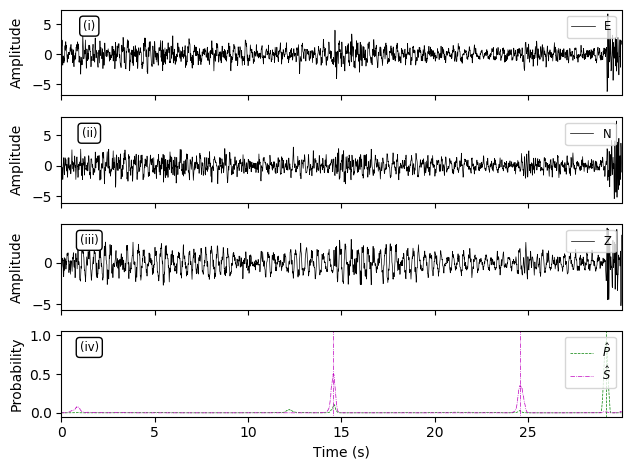 Amplitude
5
0
−5
(i)
E
Amplitude
5
0
−5
(ii)
N
Amplitude
0
−5
(iii)
Z
Probability
1.0
0.5
0.0
(iv)
P̂
Ŝ
0 5 10 15 20 25
Time (s)